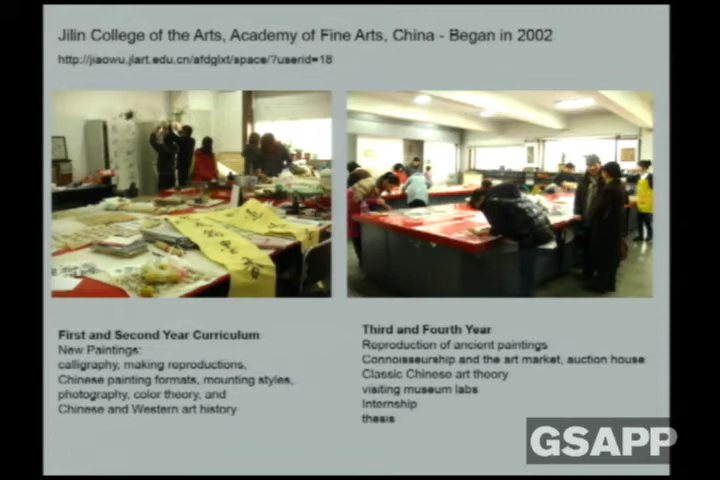 Jilin College of the Arts, Academy of Fine Arts, China - Began in 2002
http://jiaowu.jlart.edu.cn/afdglxt/space/?userid=18
First and Second Year Curriculum
New Paintings:
calligraphy, making reproductions,
Chinese painting formats, mounting styles,
photography, color theory, and
Chinese and Western art history
Third and Fourth Year
Reproduction of ancient paintings
Connoisseurship and the art market, auction house
Classic Chinese art theory
visiting museum labs
Internship
thesis
GSAPP